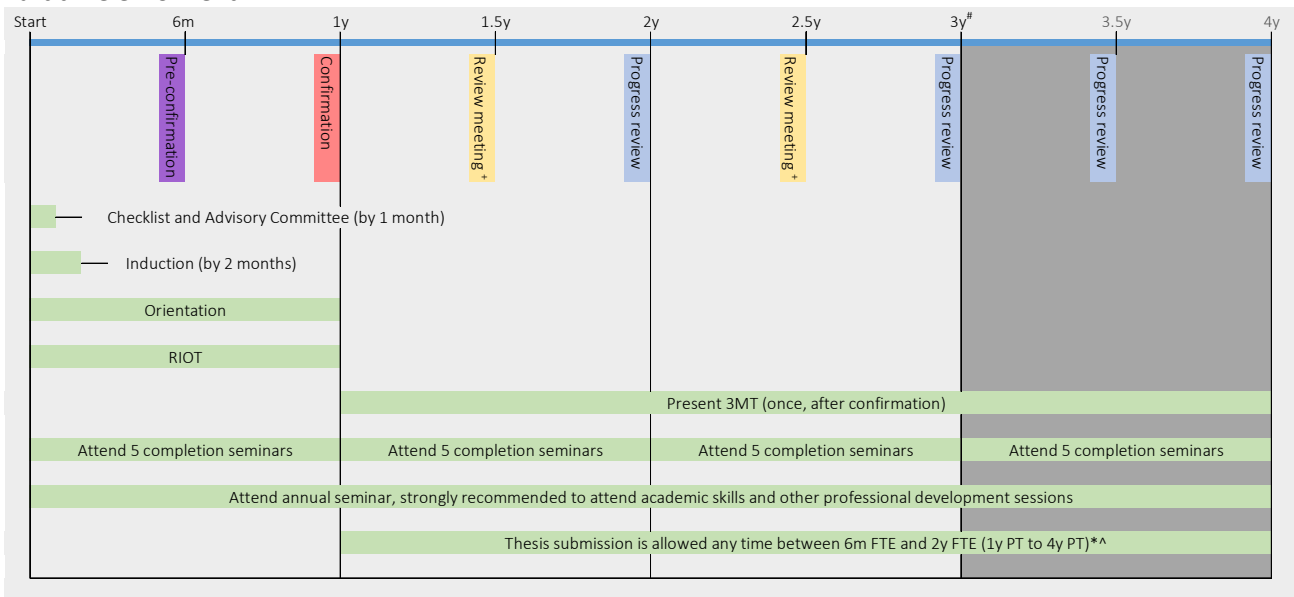 Start 6m 1y 1.5y 2y 2.5y 3y# 3.5y 4y
Pre-confirmation
Confirmation
Review meeting +
Progress review
Review meeting +
Progress review
Progress review
Progress review
Checklist and Advisory Committee (by 1 month)
Induction (by 2 months)
Orientation
RIOT
Present 3MT (once, after confirmation)
Attend 5 completion seminars Attend 5 completion seminars Attend 5 completion seminars Attend 5 completion seminars
Attend annual seminar, strongly recommended to attend academic skills and other professional development sessions
Thesis submission is allowed any time between 6m FTE and 2y FTE (1y PT to 4y PT)*^